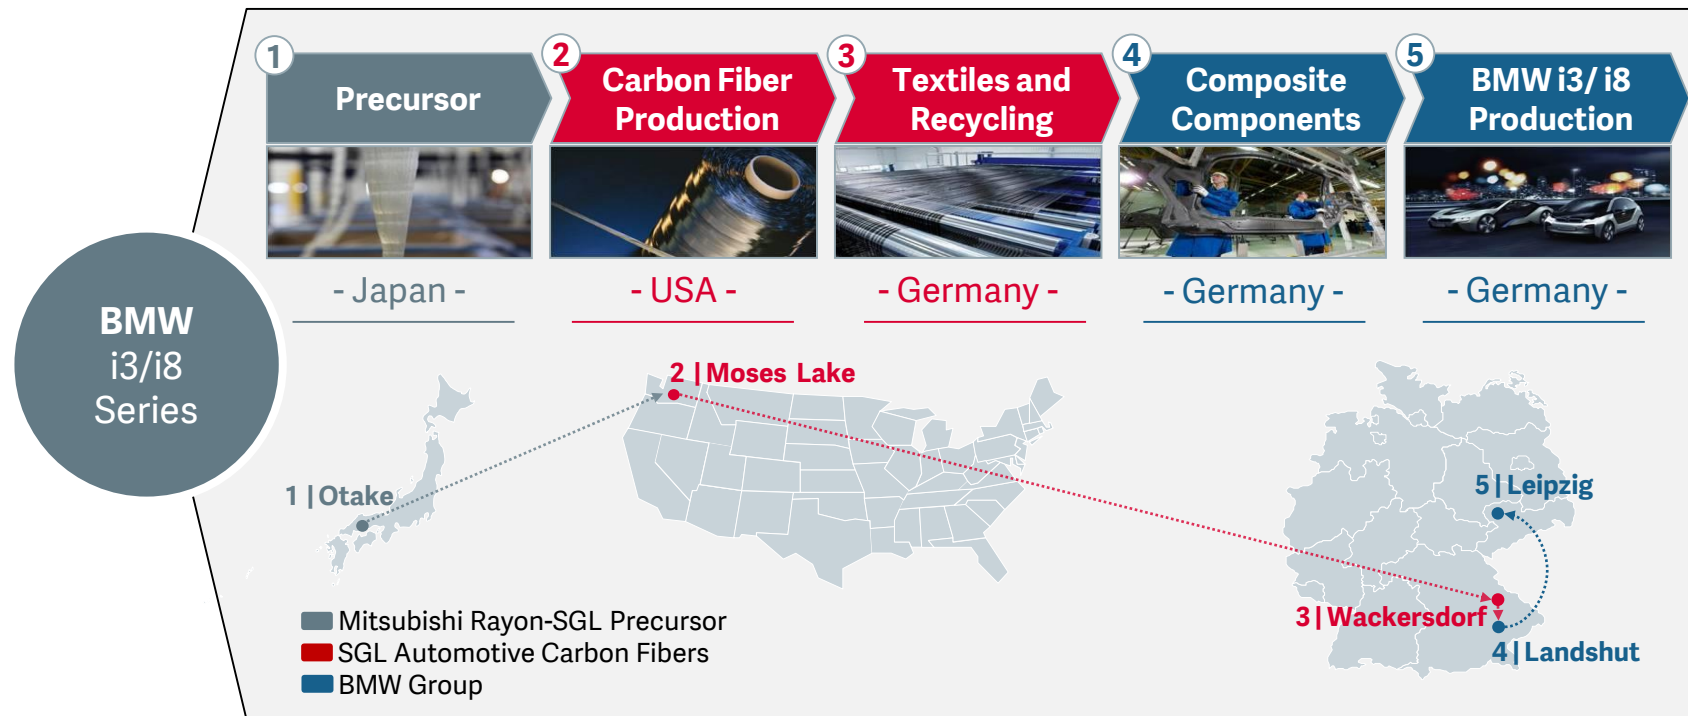 1
Precursor
2
Carbon Fiber
Production
3
Textiles and
Recycling
4
Composite
Components
5
BMW i3/ i8
Production
- Japan -
- USA -
- Germany -
- Germany -
- Germany -
BMW
i3/i8
Series
1 | Otake
2 | Moses Lake
3 | Wackersdorf
4 | Landshut
5 | Leipzig
Mitsubishi Rayon-SGL Precursor
SGL Automotive Carbon Fibers
BMW Group